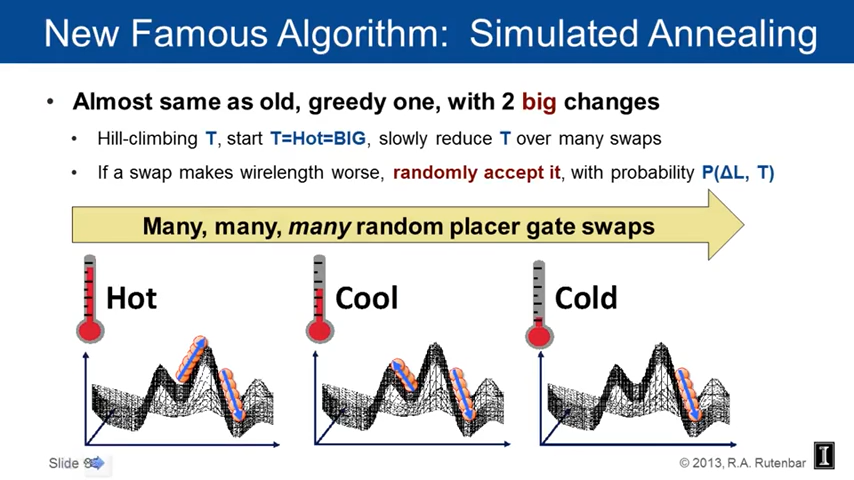 New Famous Algorithm: Simulated Annealing
• Almost same as old, greedy one, with 2 big changes
• Hill-climbing T, start T=Hot=BIG, slowly reduce T over many swaps
• If a swap makes wirelength worse, randomly accept it, with probability P(ΔL, T)
Many, many, many random placer gate swaps
Hot
Cool
Cold
Slide
© 2013, R.A. Rutenbar
I